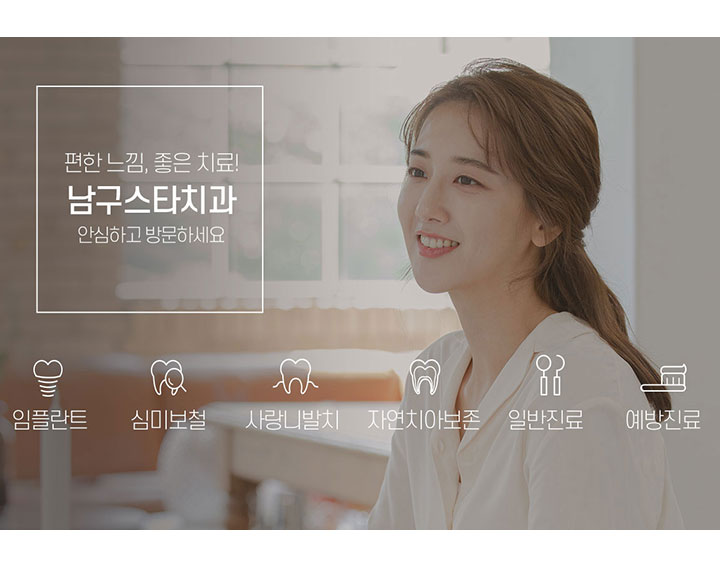 편한 느낌, 좋은 치료!
남구스타치과
안심하고 방문하세요
임플란트
심미보철
사랑니발치
자연치아보존
일반진료
예방진료